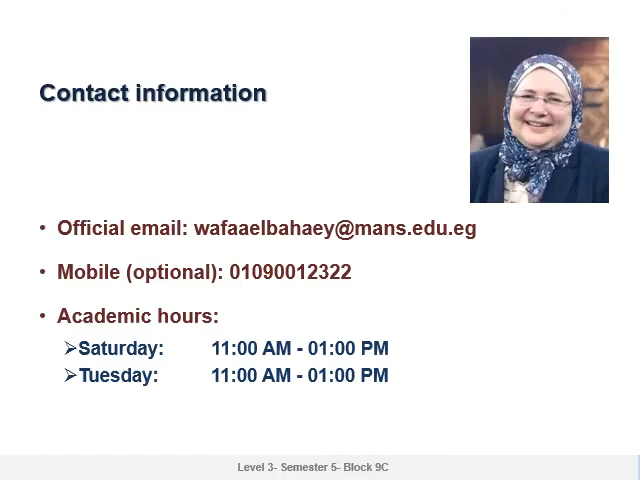 Contact information
• Official email: wafaaelbahaey@mans.edu.eg
• Mobile (optional): 01090012322
• Academic hours:
➢Saturday: 11:00 AM - 01:00 PM
➢Tuesday: 11:00 AM - 01:00 PM
Level 3- Semester 5- Block 9C